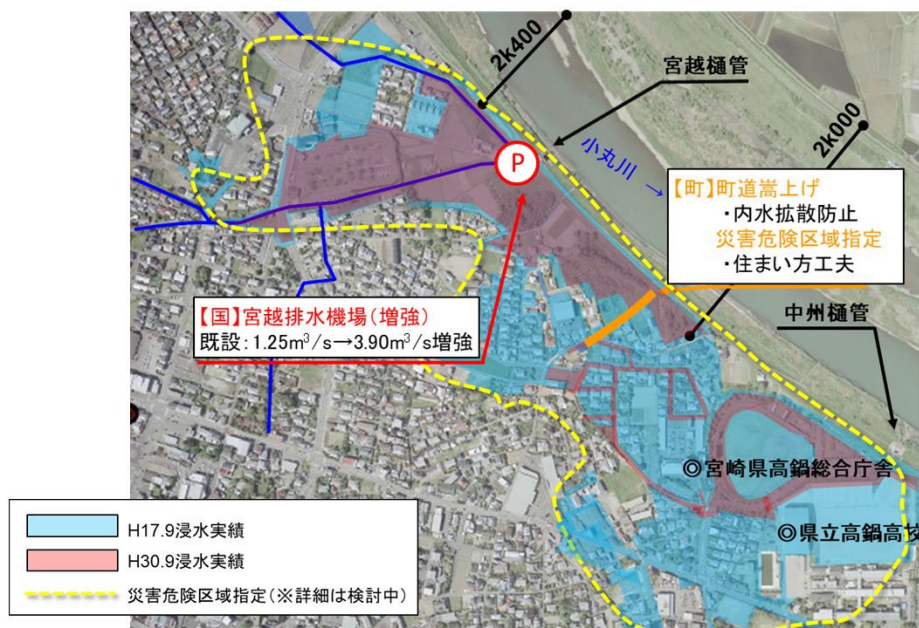 2k400
宮越樋管
小丸川 →
2k000
【町】町道嵩上げ
・内水拡散防止
災害危険区域指定
・住まい方工夫
P
【国】宮越排水機場(増強)
既設:1.25m³/s→3.90m³/s増強
中州樋管
◎宮崎県高鍋総合庁舎
◎県立高鍋高校
H17.9浸水実績
H30.9浸水実績
災害危険区域指定(※詳細は検討中)